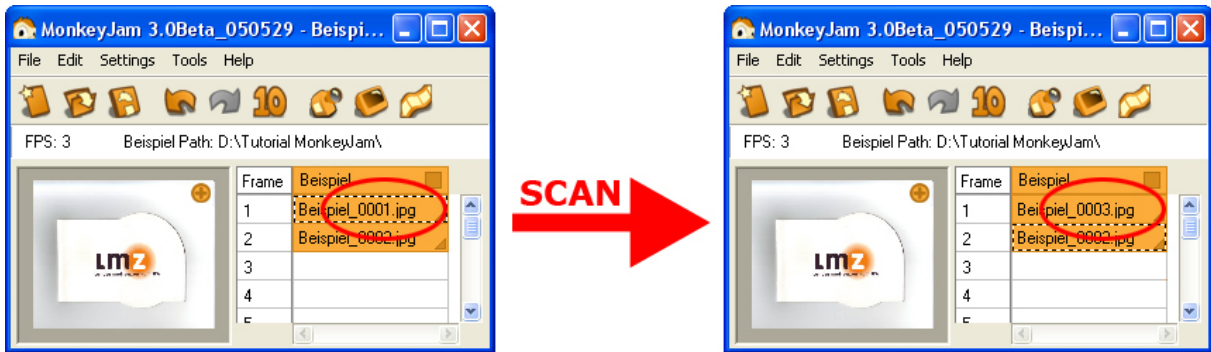 MonkeyJam 3.0Beta_050529 - Beispi...
File Edit Settings Tools Help
10
FPS: 3 Beispiel Path: D:\Tutorial MonkeyJam\
Frame Beispiel
1 Beispiel_0001.jpg
2 Beispiel_0002.jpg
3
4
5
LMZ
SCAN
MonkeyJam 3.0Beta_050529 - Beispi...
File Edit Settings Tools Help
10
FPS: 3 Beispiel Path: D:\Tutorial MonkeyJam\
Frame Beispiel
1 Beispiel_0003.jpg
2 Beispiel_0002.jpg
3
4
5
LMZ